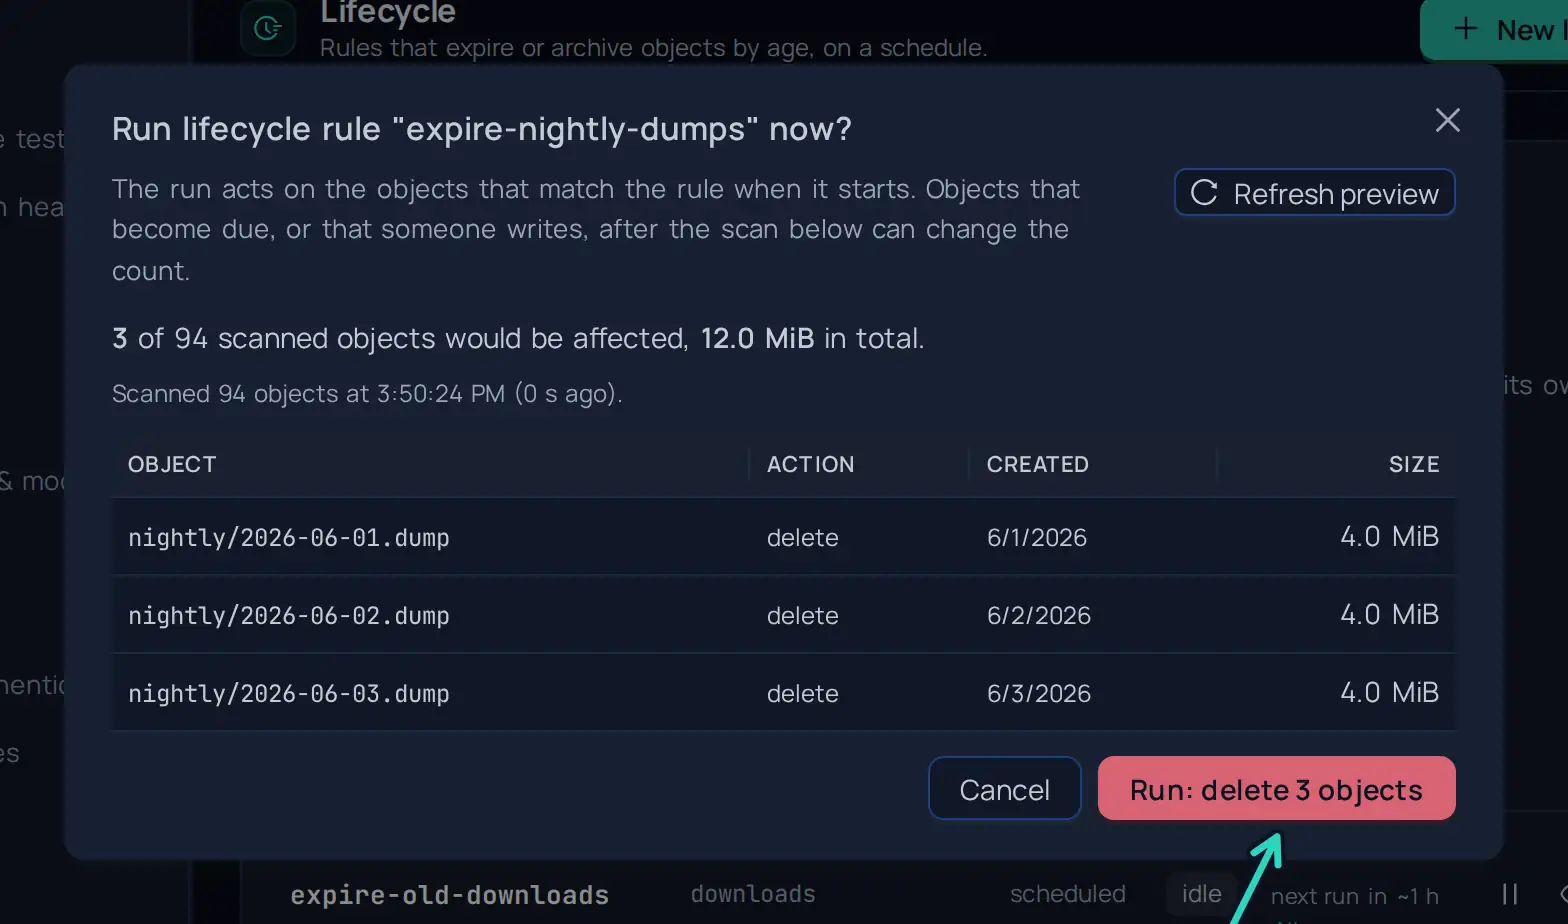 Lifecycle
Rules that expire or archive objects by age, on a schedule.
New
test
hea
Run lifecycle rule "expire-nightly-dumps" now?
The run acts on the objects that match the rule when it starts. Objects that
become due, or that someone writes, after the scan below can change the
count.
Refresh preview
3 of 94 scanned objects would be affected, 12.0 MiB in total.
Scanned 94 objects at 3:50:24 PM (0 s ago).
its
OBJECT ACTION CREATED SIZE
nightly/2026-06-01.dump delete 6/1/2026 4.0 MiB
nightly/2026-06-02.dump delete 6/2/2026 4.0 MiB
nightly/2026-06-03.dump delete 6/3/2026 4.0 MiB
Cancel
Run: delete 3 objects
expire-old-downloads downloads scheduled idle next run in ~1 h